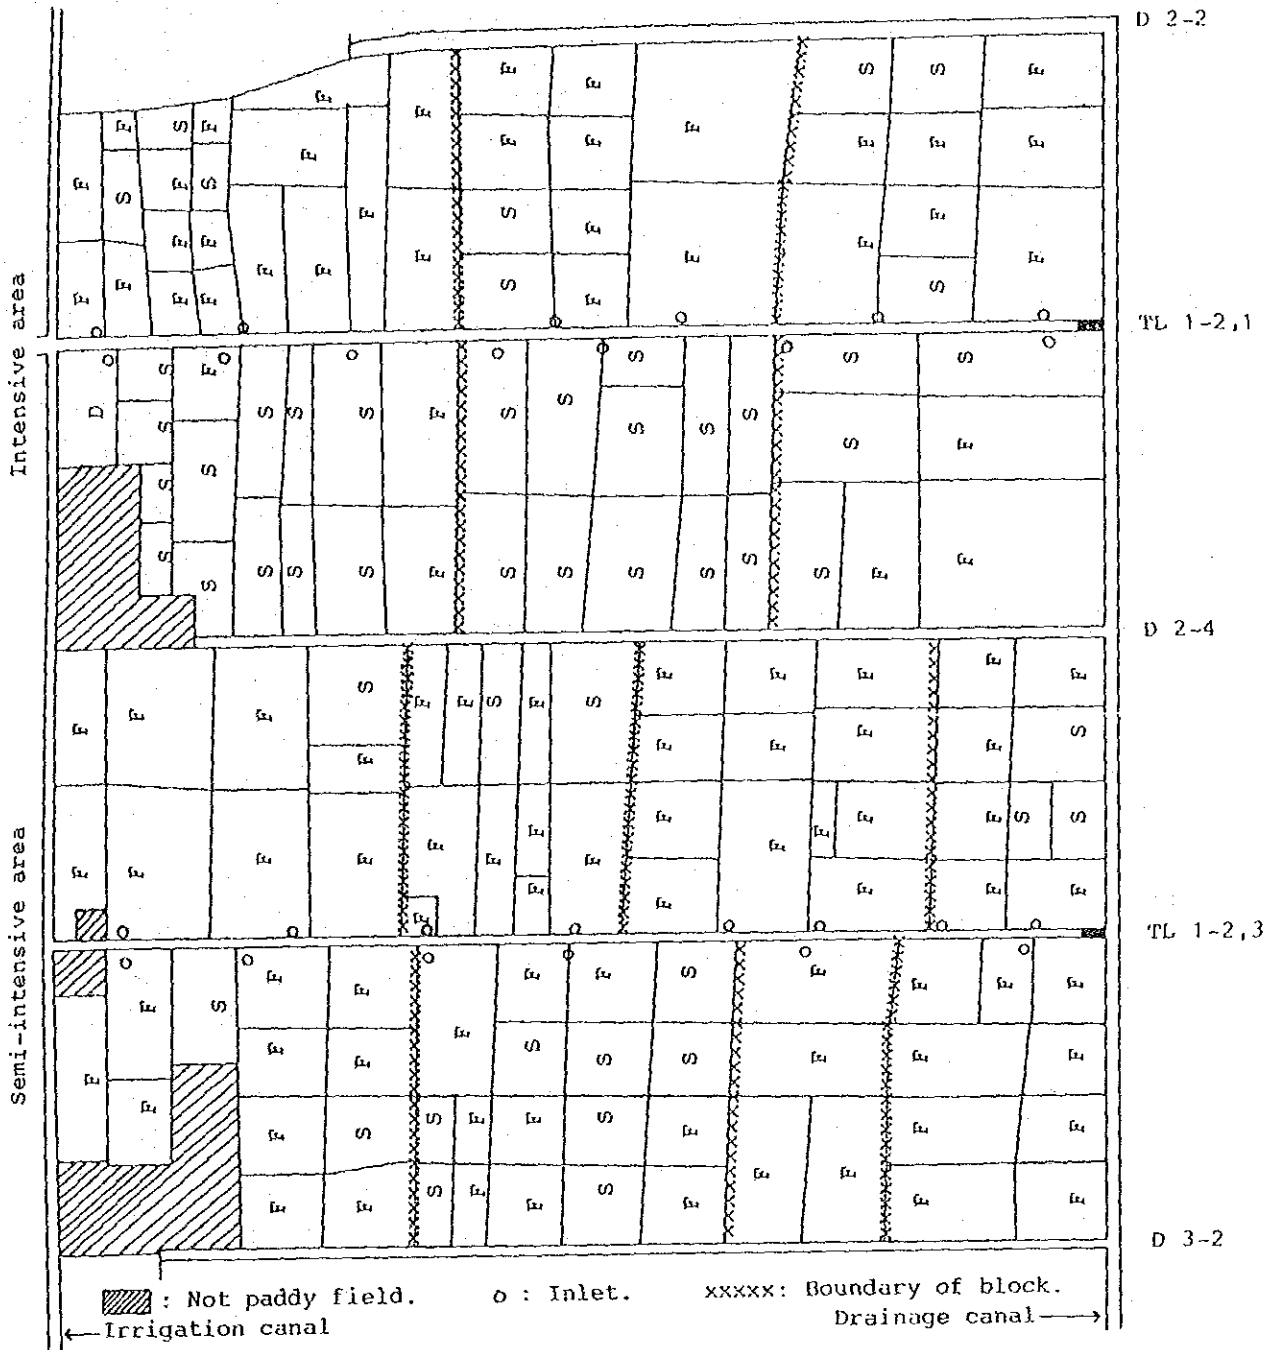 D 2-2
F F S S F
F
F S F F F
F F F F F
F
F S F S
F S F F
F F F F F F
F F
F S S
F F F F
TL 1-2,1
Intensive area
S F S S S
D S S S F S S S S S
S S F
S S
S S F
S S S S F S S S S S F
D 2-4
F F F S F F S F S F F F F F
F F F F F F S
F F F S S
F F F F F F F F F F
F F F F F F F
TL 1-2,3
Semi-intensive area
F S F F F F S F F F F
F F F S S S F F F
F F
F S S F F F S F F F
F F S F F S F F F F F
D 3-2
: Not paddy field. o : Inlet. xxxxx: Boundary of block.
←Irrigation canal Drainage canal→